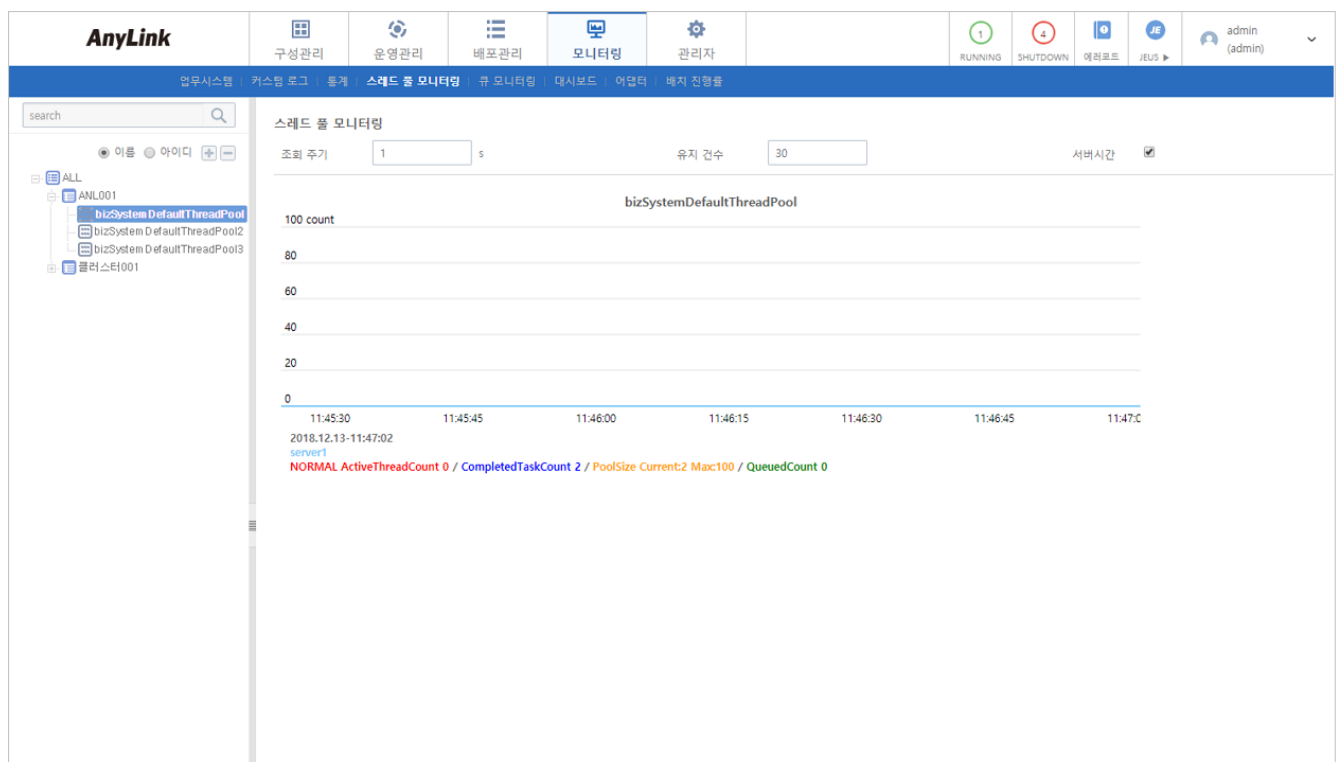 AnyLink
구성관리
운영관리
배포관리
모니터링
관리자
1
RUNNING
4
SHUTDOWN
에러로트
JE
JEUS ▶
admin
(admin)
업무시스템 | 커스텀 로그 | 통계 | 스레드 풀 모니터링 | 큐 모니터링 | 대시보드 | 어댑터 | 배치 진행율
search
이름 아이디
ALL
ANL001
bizSystemDefaultThreadPool
bizSystemDefaultThreadPool2
bizSystemDefaultThreadPool3
클러스터001
스레드 풀 모니터링
조회 주기 1 s 유지 건수 30 서버시간
bizSystemDefaultThreadPool
100 count
80
60
40
20
0
11:45:30 11:45:45 11:46:00 11:46:15 11:46:30 11:46:45 11:47:0
2018.12.13-11:47:02
server1
NORMAL ActiveThreadCount 0 / CompletedTaskCount 2 / PoolSize Current:2 Max:100 / QueuedCount 0